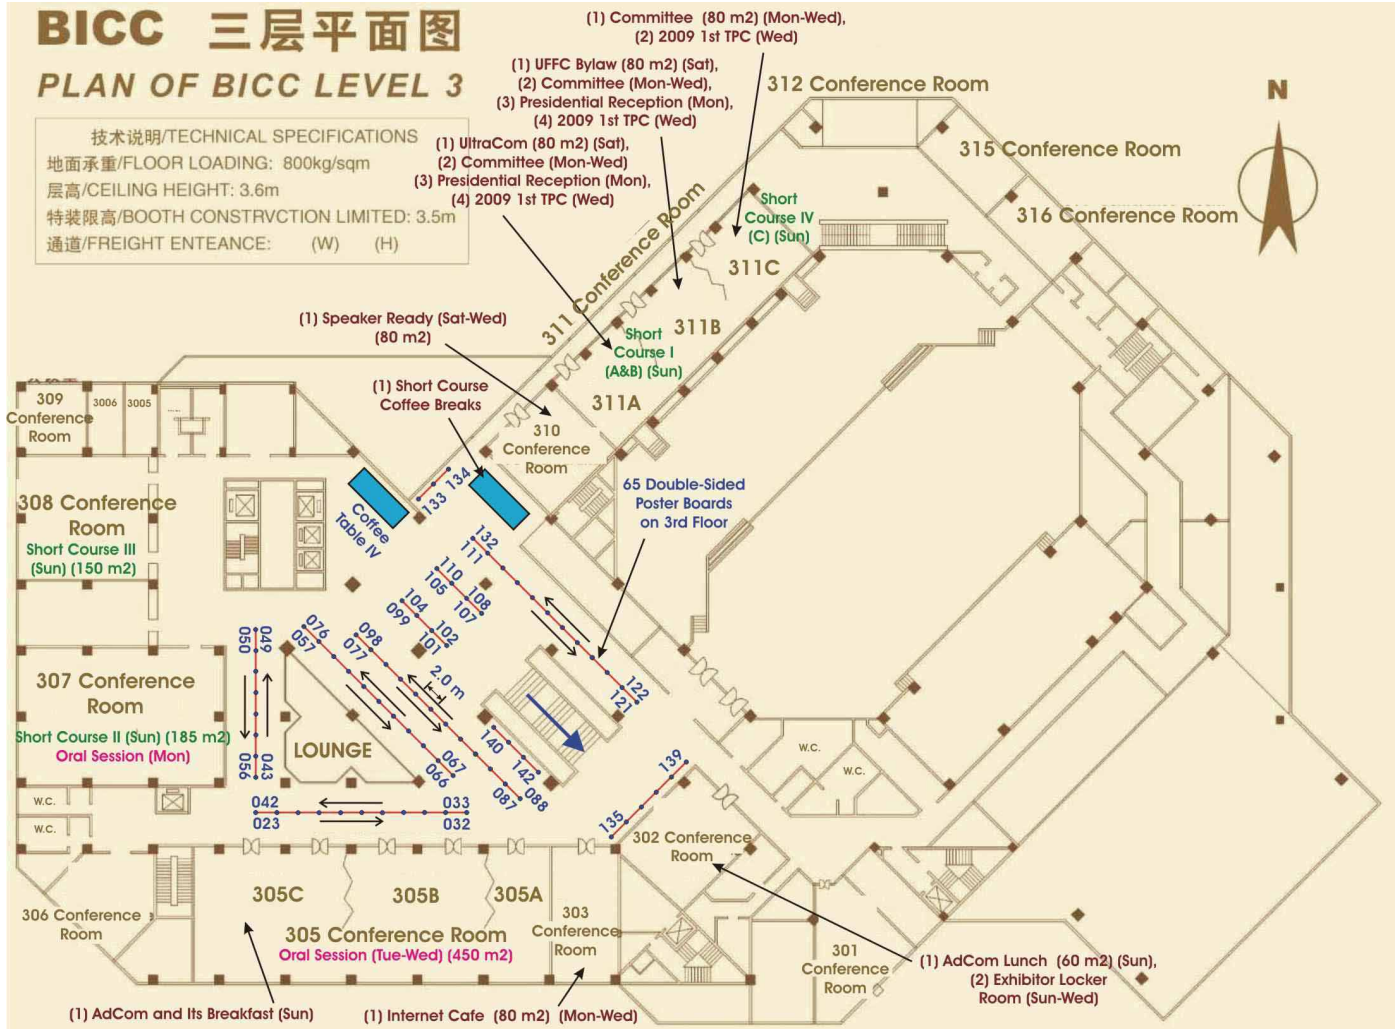 BICC 三层平面图
PLAN OF BICC LEVEL 3
技术说明/TECHNICAL SPECIFICATIONS
地面承重/FLOOR LOADING: 800kg/sqm
层高/CEILING HEIGHT: 3.6m
特装限高/BOOTH CONSTRVCTION LIMITED: 3.5m
通道/FREIGHT ENTEANCE: (W) (H)
(1) Committee (80 m2) (Mon-Wed),
(2) 2009 1st TPC (Wed)
(1) UFFC Bylaw (80 m2) (Sat),
(2) Committee (Mon-Wed),
(3) Presidential Reception (Mon),
(4) 2009 1st TPC (Wed)
(1) UltraCom (80 m2) (Sat),
(2) Committee (Mon-Wed)
(3) Presidential Reception (Mon),
(4) 2009 1st TPC (Wed)
312 Conference Room
315 Conference Room
316 Conference Room
N
311 Conference Room
Short
Course IV
(C) (Sun)
311C
311B
Short
Course I
(A&B) (Sun)
311A
(1) Speaker Ready (Sat-Wed)
(80 m2)
(1) Short Course
Coffee Breaks
310
Conference
Room
309
Conference
Room
3006
3005
308 Conference
Room
Short Course III
(Sun) (150 m2)
Coffee
Table IV
133 134
65 Double-Sided
Poster Boards
on 3rd Floor
132
111
110
105
108
107
104
099
102
101
098
077
076
057
049
050
2.0 m
122
121
307 Conference
Room
Short Course II (Sun) (185 m2)
Oral Session (Mon)
LOUNGE
043
056
067
066
140
142
088
087
139
135
042
023
033
032
W.C.
W.C.
W.C.
W.C.
302 Conference
Room
305C
305B
305A
305 Conference Room
Oral Session (Tue-Wed) (450 m2)
303
Conference
Room
306 Conference
Room
301
Conference
Room
(1) AdCom Lunch (60 m2) (Sun),
(2) Exhibitor Locker
Room (Sun-Wed)
(1) AdCom and Its Breakfast (Sun)
(1) Internet Cafe (80 m2) (Mon-Wed)